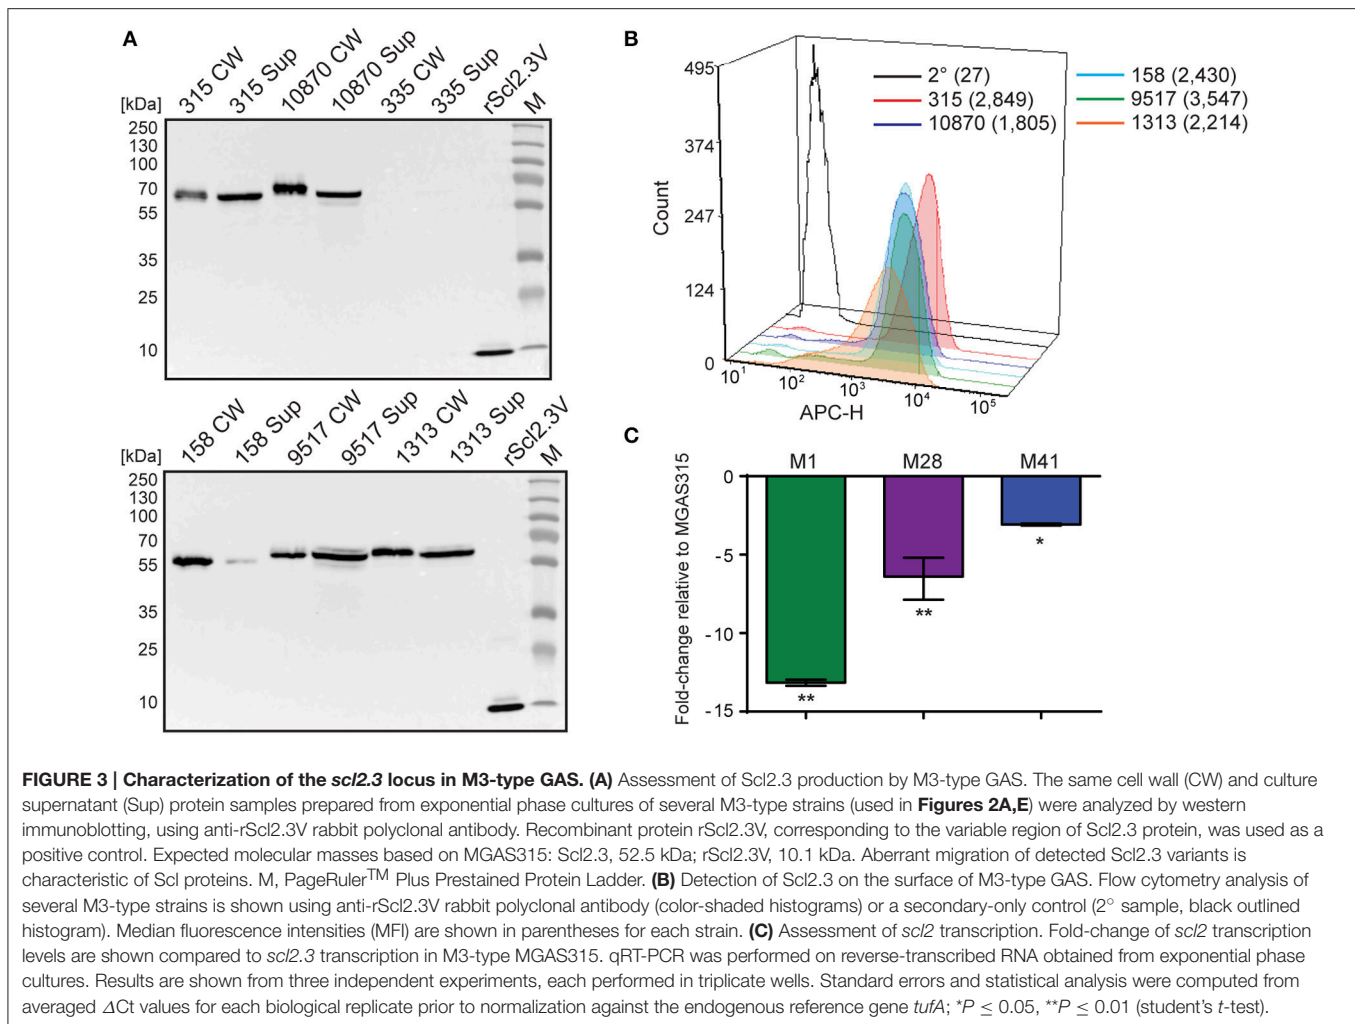 A
315 CW
315 Sup
10870 CW
10870 Sup
335 CW
335 Sup
rScl2.3V
M
[kDa]
250
130
100
70
55
35
25
10
158 CW
158 Sup
9517 CW
9517 Sup
1313 CW
1313 Sup
rScl2.3V
M
[kDa]
250
130
100
70
55
35
25
10
B
495
374
247
124
0
Count
2° (27)
315 (2,849)
10870 (1,805)
158 (2,430)
9517 (3,547)
1313 (2,214)
10¹ 10² 10³ 10⁴ 10⁵
APC-H
C
M1 M28 M41
Fold-change relative to MGAS315
0
-5
-10
-15
**
**
*
FIGURE 3 | Characterization of the scl2.3 locus in M3-type GAS. (A) Assessment of Scl2.3 production by M3-type GAS. The same cell wall (CW) and culture
supernatant (Sup) protein samples prepared from exponential phase cultures of several M3-type strains (used in Figures 2A,E) were analyzed by western
immunoblotting, using anti-rScl2.3V rabbit polyclonal antibody. Recombinant protein rScl2.3V, corresponding to the variable region of Scl2.3 protein, was used as a
positive control. Expected molecular masses based on MGAS315: Scl2.3, 52.5 kDa; rScl2.3V, 10.1 kDa. Aberrant migration of detected Scl2.3 variants is
characteristic of Scl proteins. M, PageRuler™ Plus Prestained Protein Ladder. (B) Detection of Scl2.3 on the surface of M3-type GAS. Flow cytometry analysis of
several M3-type strains is shown using anti-rScl2.3V rabbit polyclonal antibody (color-shaded histograms) or a secondary-only control (2° sample, black outlined
histogram). Median fluorescence intensities (MFI) are shown in parentheses for each strain. (C) Assessment of scl2 transcription. Fold-change of scl2 transcription
levels are shown compared to scl2.3 transcription in M3-type MGAS315. qRT-PCR was performed on reverse-transcribed RNA obtained from exponential phase
cultures. Results are shown from three independent experiments, each performed in triplicate wells. Standard errors and statistical analysis were computed from
averaged ΔCt values for each biological replicate prior to normalization against the endogenous reference gene tufA; *P ≤ 0.05, **P ≤ 0.01 (student's t-test).